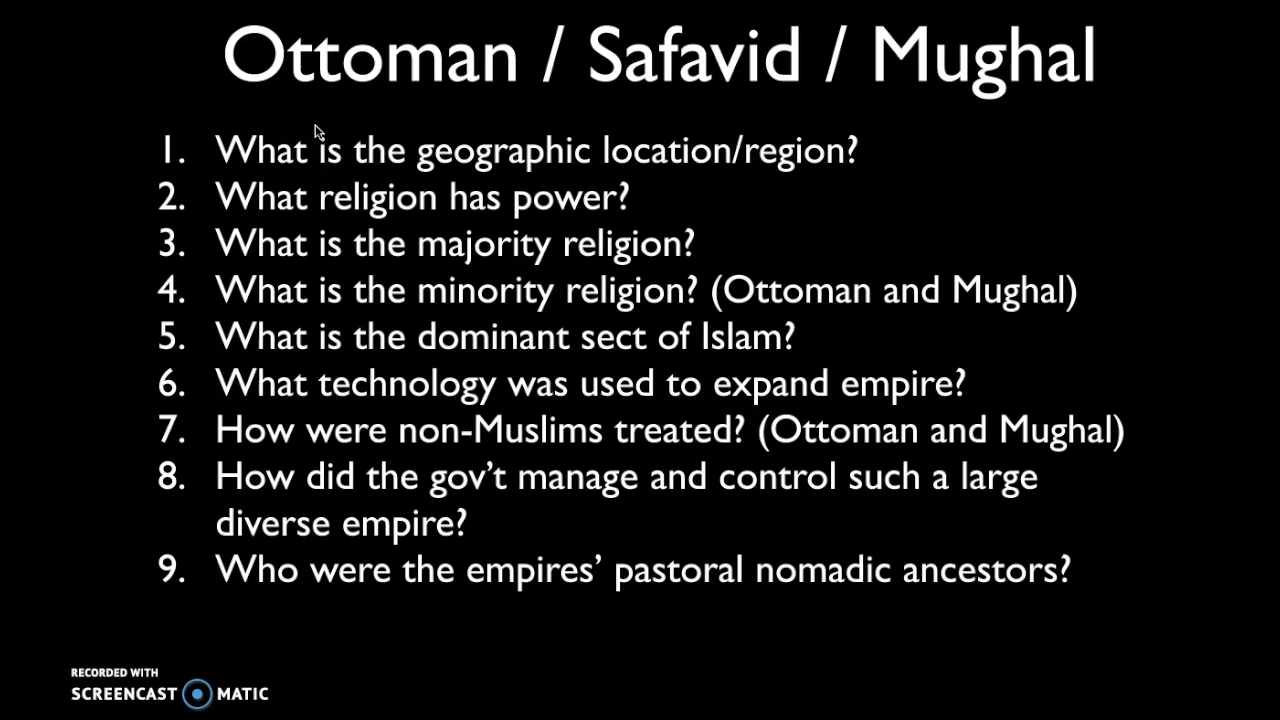 Ottoman / Safavid / Mughal
1. What is the geographic location/region?
2. What religion has power?
3. What is the majority religion?
4. What is the minority religion? (Ottoman and Mughal)
5. What is the dominant sect of Islam?
6. What technology was used to expand empire?
7. How were non-Muslims treated? (Ottoman and Mughal)
8. How did the gov’t manage and control such a large
diverse empire?
9. Who were the empires’ pastoral nomadic ancestors?
RECORDED WITH
SCREENCAST MATIC